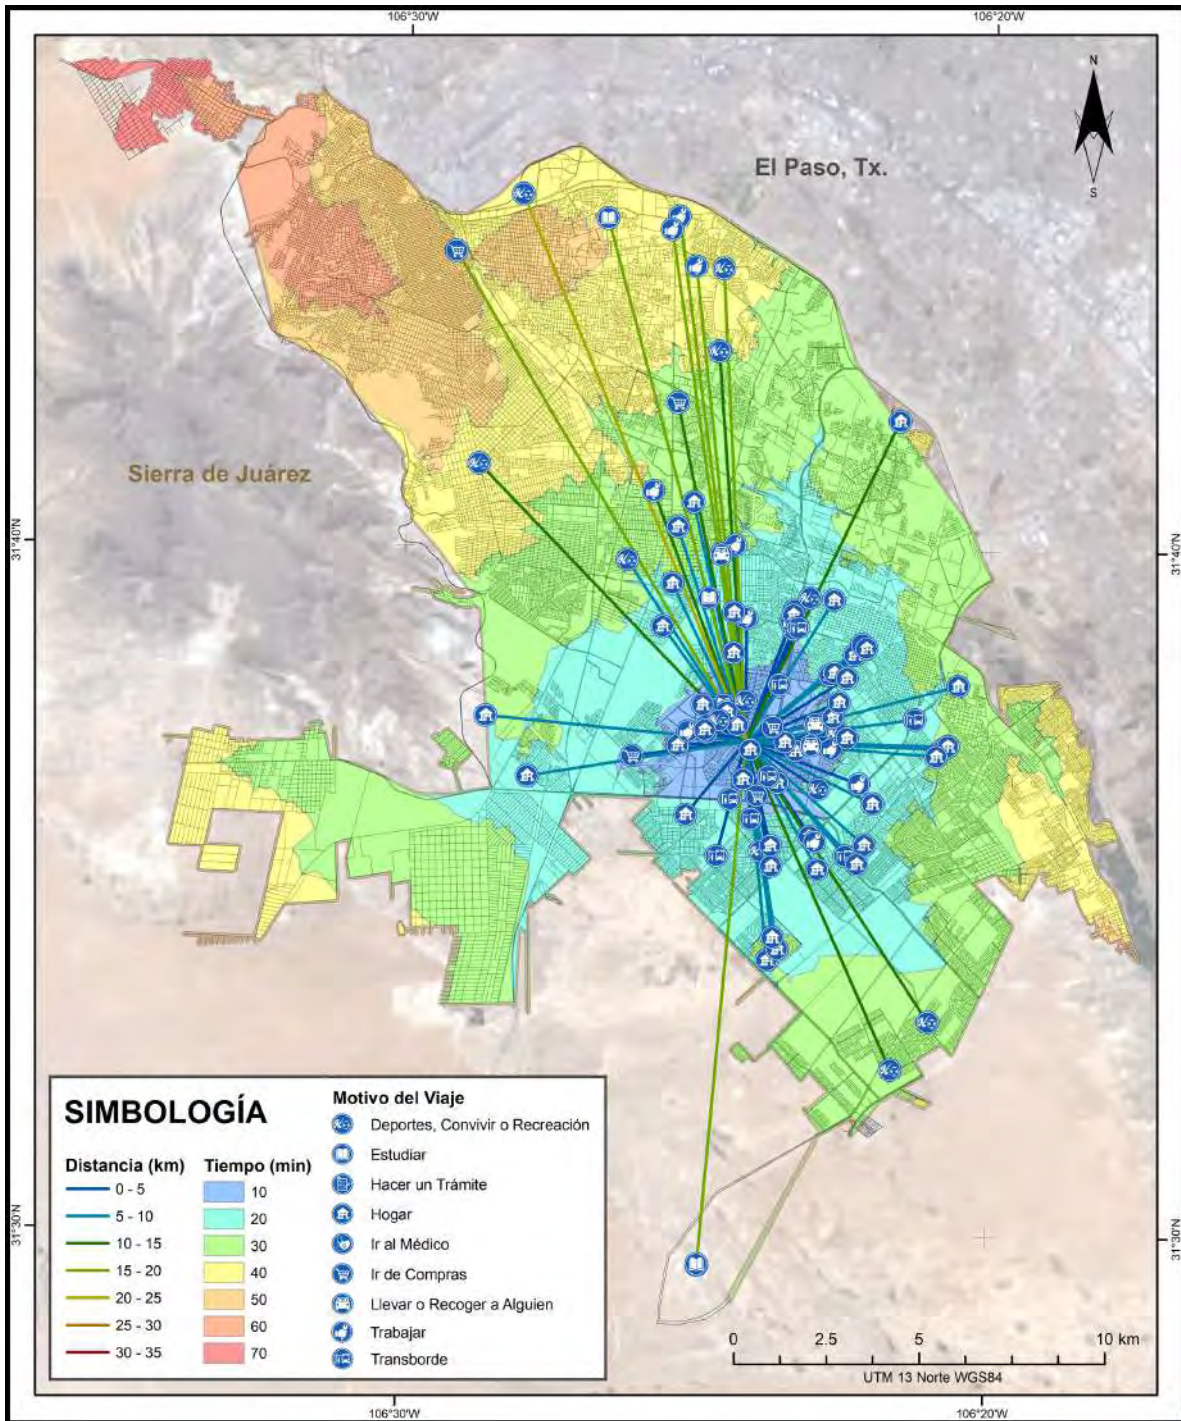 106°30'W
106°20'W
N
S
El Paso, Tx.
Sierra de Juárez
31°40'N
31°40'N
SIMBOLOGÍA
Distancia (km)
0 - 5
5 - 10
10 - 15
15 - 20
20 - 25
25 - 30
30 - 35
Tiempo (min)
10
20
30
40
50
60
70
Motivo del Viaje
Deportes, Convivir o Recreación
Estudiar
Hacer un Trámite
Hogar
Ir al Médico
Ir de Compras
Llevar o Recoger a Alguien
Trabajar
Transborde
31°30'N
31°30'N
0 2.5 5 10 km
UTM 13 Norte WGS84
106°30'W
106°20'W